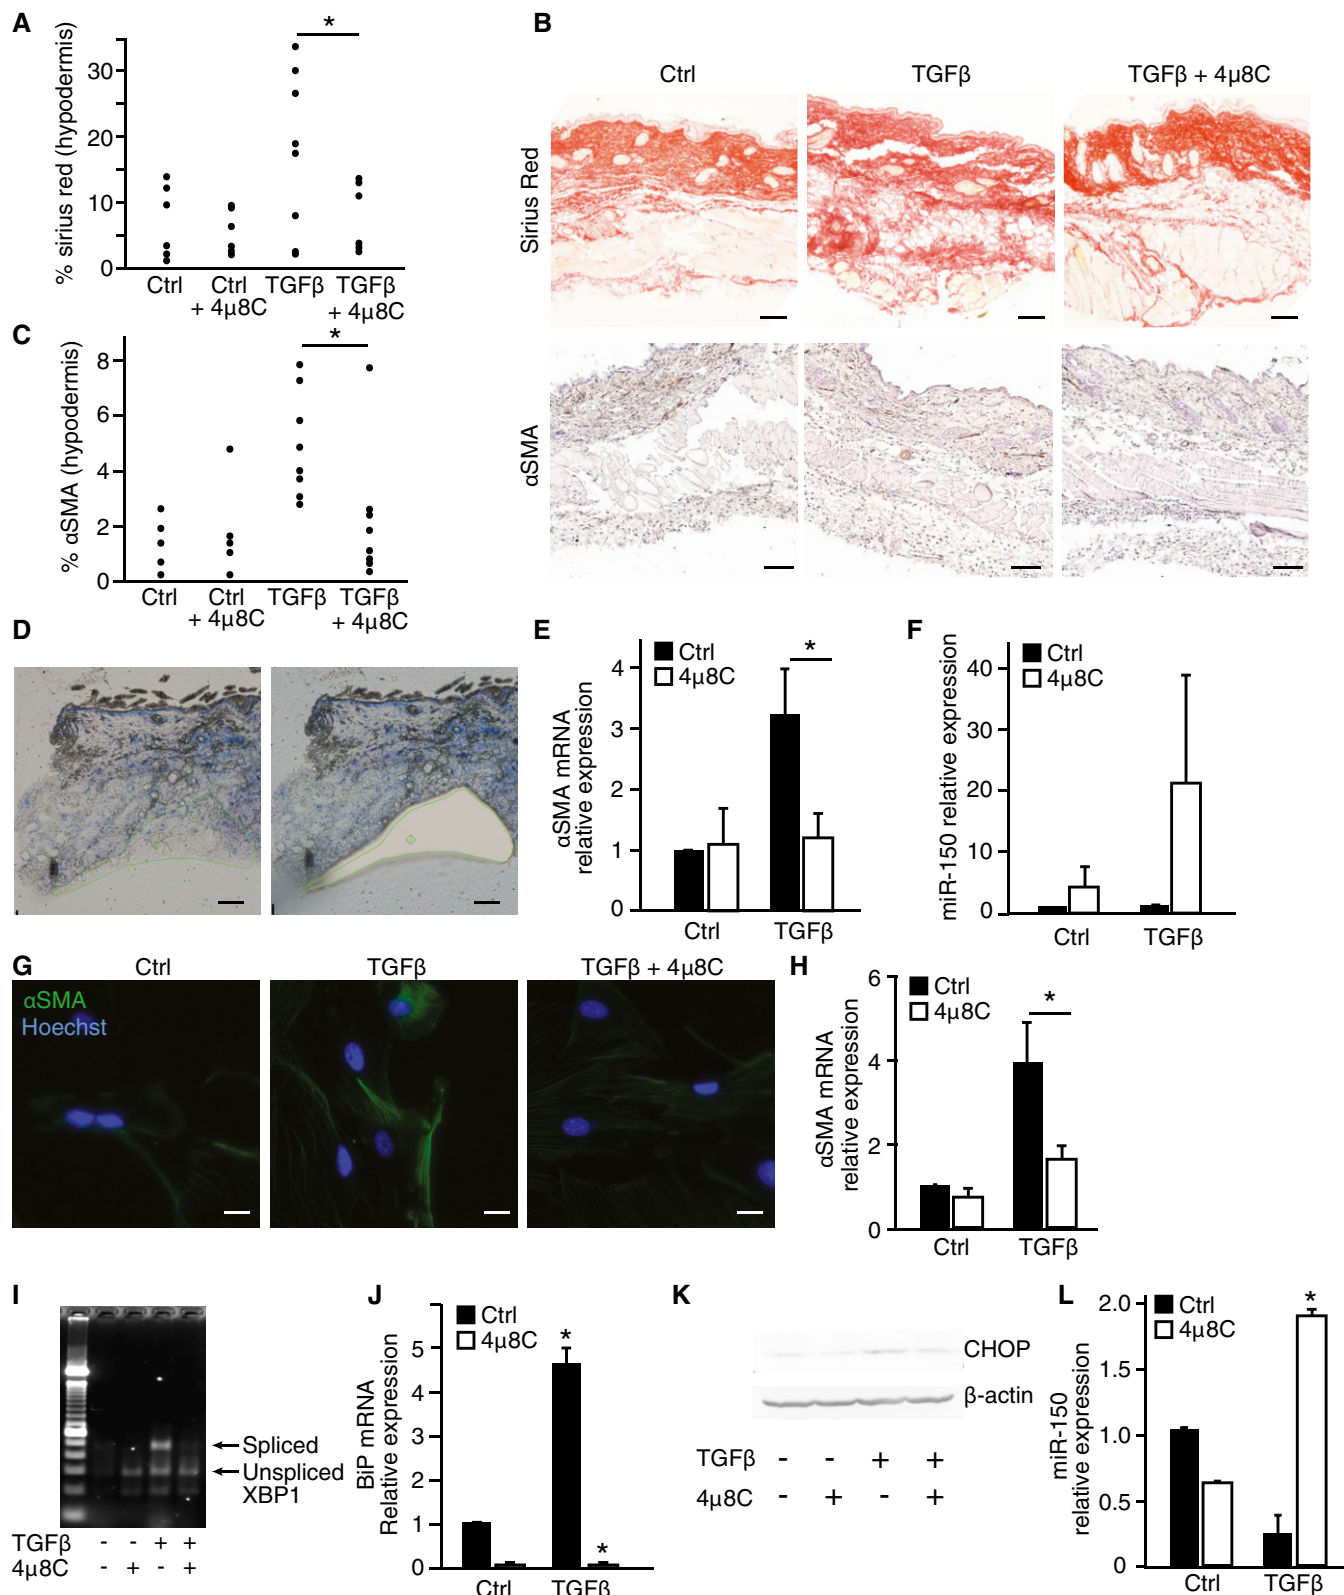 A
% sirius red (hypodermis)
30
20
10
0
*
Ctrl
Ctrl
+ 4µ8C
TGFβ
TGFβ
+ 4µ8C
B
Ctrl
TGFβ
TGFβ + 4µ8C
Sirius Red
αSMA
C
% αSMA (hypodermis)
8
6
4
2
0
*
Ctrl
Ctrl
+ 4µ8C
TGFβ
TGFβ
+ 4µ8C
D
E
αSMA mRNA
relative expression
4
3
2
1
0
Ctrl
4µ8C
*
Ctrl
TGFβ
F
miR-150 relative expression
40
30
20
10
0
Ctrl
4µ8C
Ctrl
TGFβ
G
Ctrl
TGFβ
TGFβ + 4µ8C
αSMA
Hoechst
H
αSMA mRNA
relative expression
6
4
2
0
Ctrl
4µ8C
*
Ctrl
TGFβ
I
Spliced
Unspliced
XBP1
TGFβ - - + +
4µ8C - + - +
J
BiP mRNA
Relative expression
5
4
3
2
1
0
Ctrl
4µ8C
*
*
Ctrl
TGFβ
K
CHOP
β-actin
TGFβ - - + +
4µ8C - + - +
L
miR-150
relative expression
2.0
1.5
1.0
0.5
0
Ctrl
4µ8C
*
Ctrl
TGFβ